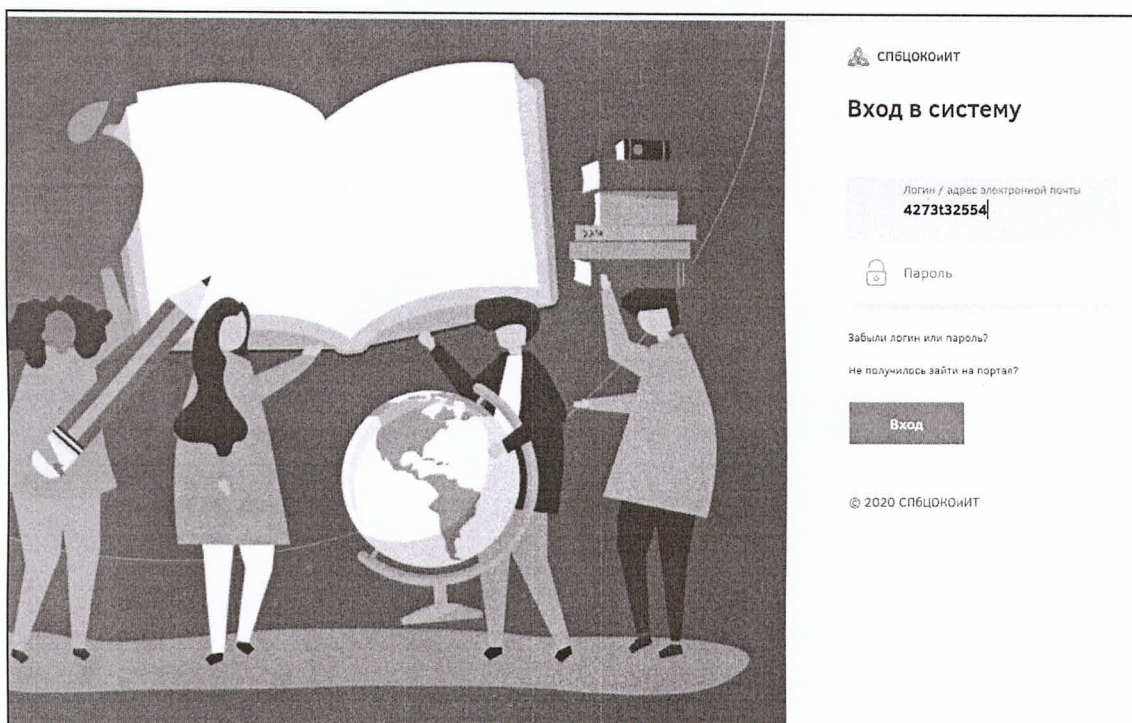 СПбЦОКОиИТ
Вход в систему
Логин / адрес электронной почты
4273t32554
Пароль
Забыли логин или пароль?
Не получилось зайти на портал?
Вход
© 2020 СПбЦОКОиИТ